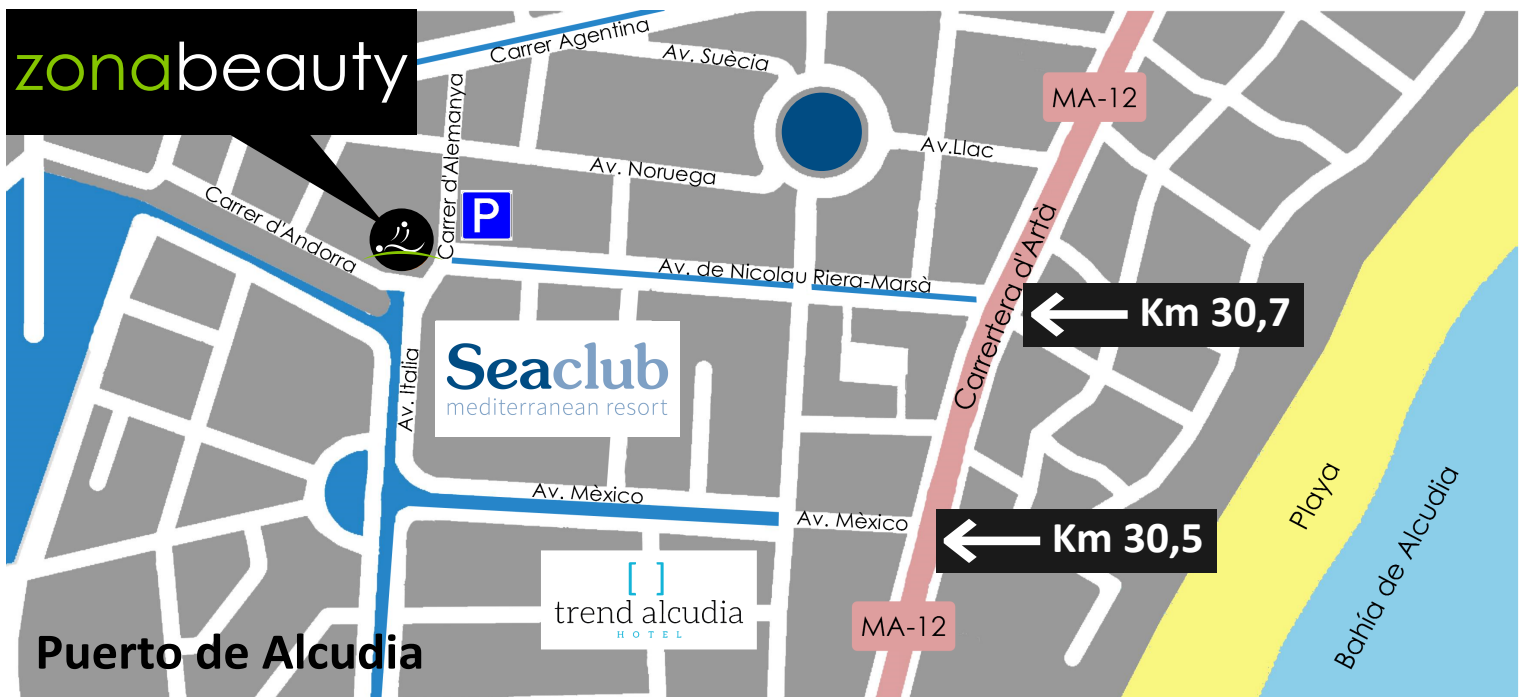 zonabeauty
Carrer Agentina
Av. Suècia
MA-12
Carrer d'Alemanya
Av.Llac
Av. Noruega
P
Carrer d'Andorra
Carrertera d'Artà
Av. de Nicolau Riera-Marsà
Km 30,7
Av. Italia
Seaclub
mediterranean resort
Av. Mèxico
Av. Mèxico
Km 30,5
Playa
Bahía de Alcudia
[ ]
trend alcudia
HOTEL
MA-12
Puerto de Alcudia